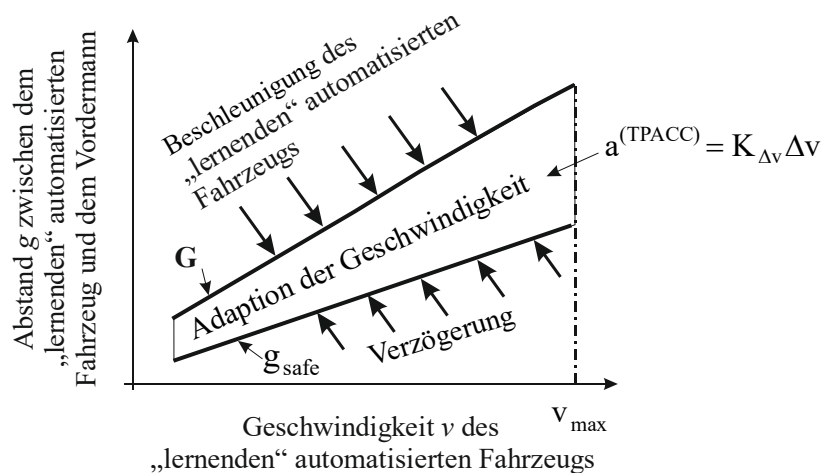 Abstand g zwischen dem
„lernenden“ automatisierten
Fahrzeug und dem Vordermann
Beschleunigung des
„lernenden“ automatisierten
Fahrzeugs
a^(TPACC) = K_Δv Δv
G
Adaption der Geschwindigkeit
g_safe
Verzögerung
v_max
Geschwindigkeit v des
„lernenden“ automatisierten Fahrzeugs